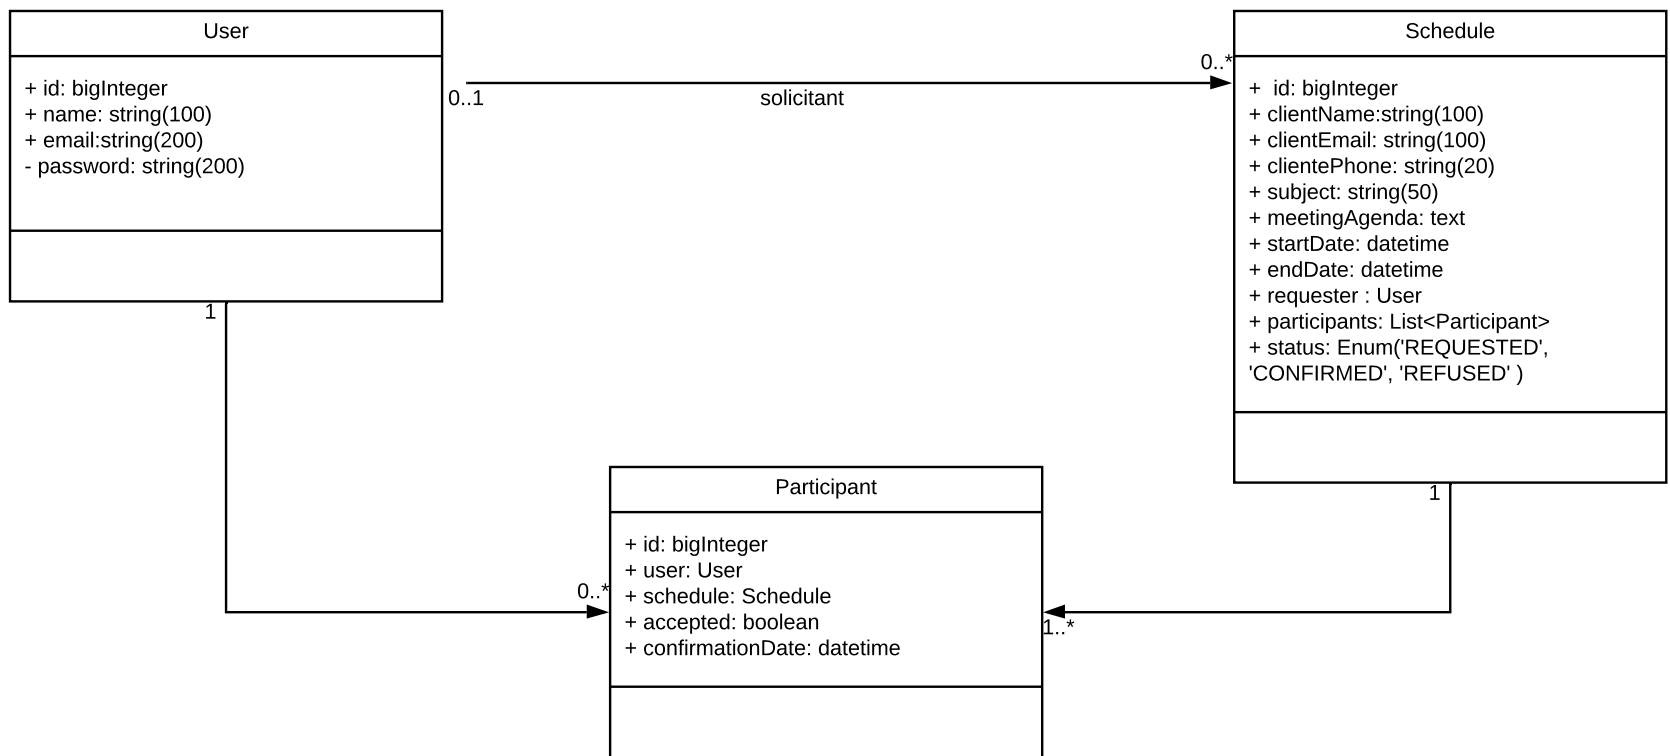 User
+ id: bigInteger
+ name: string(100)
+ email:string(200)
- password: string(200)
0..1
solicitant
0..*
Schedule
+  id: bigInteger
+ clientName:string(100)
+ clientEmail: string(100)
+ clientePhone: string(20)
+ subject: string(50)
+ meetingAgenda: text
+ startDate: datetime
+ endDate: datetime
+ requester : User
+ participants: List<Participant>
+ status: Enum('REQUESTED',
'CONFIRMED', 'REFUSED' )
1
0..*
Participant
+ id: bigInteger
+ user: User
+ schedule: Schedule
+ accepted: boolean
+ confirmationDate: datetime
1
1..*